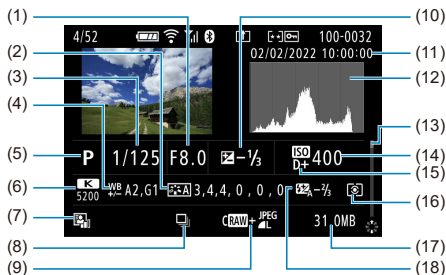 (1) (10)
4/52 100-0032
(2) 02/02/2022 10:00:00 (11)
(3) (12)
(4) (13)
(5) P 1/125 F8.0 -1/3 ISO D+ 400 (14)
(15)
(6) K 5200 WB +/- A2,G1 A 3,4,4, 0, 0, 0 A -2/3 (16)
(7)
(8) CRAW+JPEG L 31.0MB (17)
(9) (18)